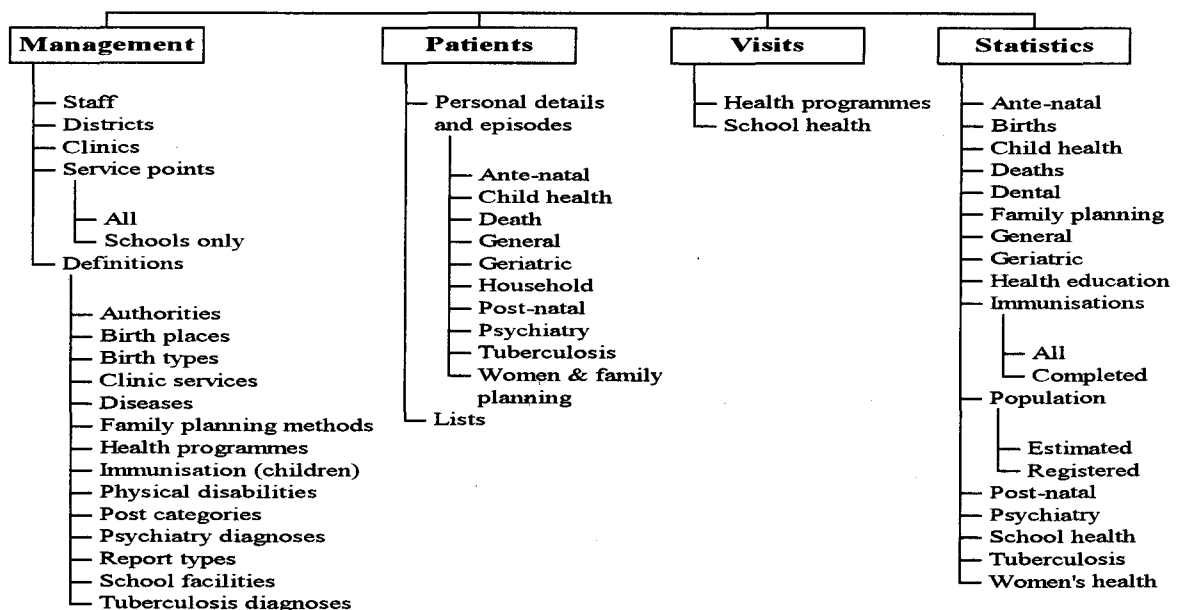 Management
Staff
Districts
Clinics
Service points
All
Schools only
Definitions
Authorities
Birth places
Birth types
Clinic services
Diseases
Family planning methods
Health programmes
Immunisation (children)
Physical disabilities
Post categories
Psychiatry diagnoses
Report types
School facilities
Tuberculosis diagnoses
Patients
Personal details
and episodes
Ante-natal
Child health
Death
General
Geriatric
Household
Post-natal
Psychiatry
Tuberculosis
Women & family
planning
Lists
Visits
Health programmes
School health
Statistics
Ante-natal
Births
Child health
Deaths
Dental
Family planning
General
Geriatric
Health education
Immunisations
All
Completed
Population
Estimated
Registered
Post-natal
Psychiatry
School health
Tuberculosis
Women's health